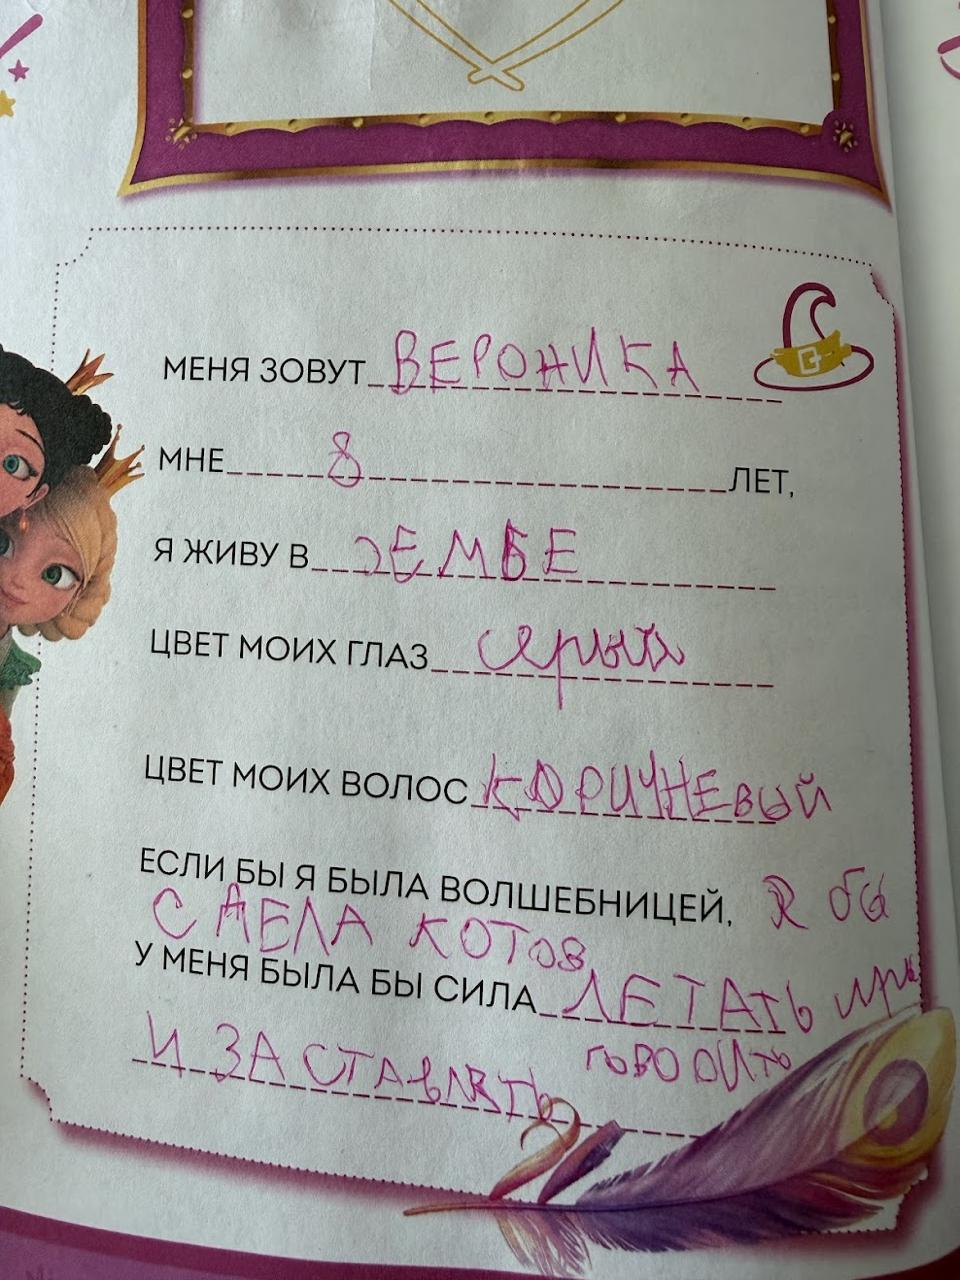 МЕНЯ ЗОВУТ ВЕРОНИКА
МНЕ 8 ЛЕТ,
Я ЖИВУ В ЗЕМБЕ
ЦВЕТ МОИХ ГЛАЗ серый
ЦВЕТ МОИХ ВОЛОС КОРИЧНЕВЫЙ
ЕСЛИ БЫ Я БЫЛА ВОЛШЕБНИЦЕЙ, Я бы
СДЕЛА КОТОВ
У МЕНЯ БЫЛА БЫ СИЛА ЛЕТАТЬ
И ЗАСТАВЛЯТЬ